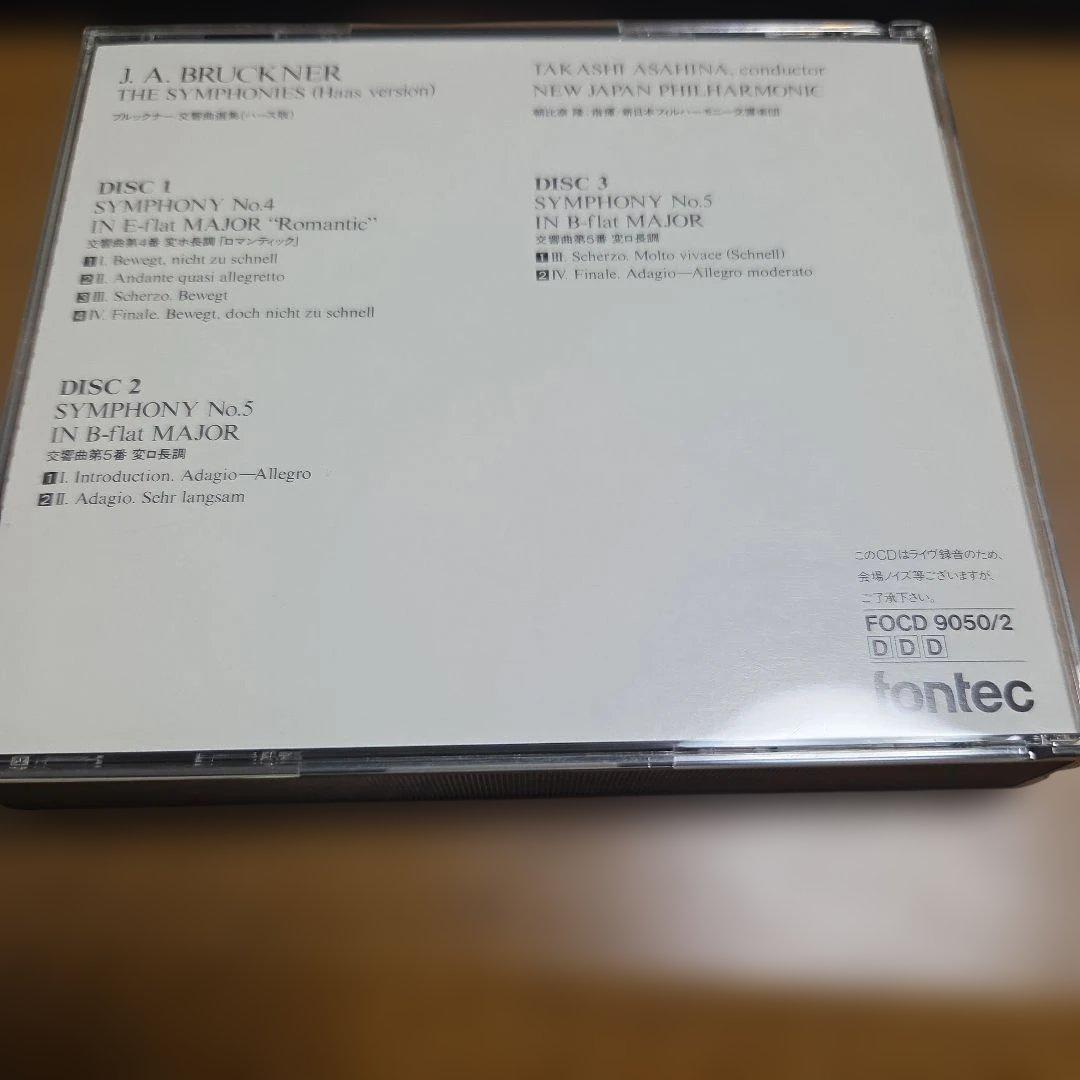 J. A. BRUCKNER
THE SYMPHONIES (Haas version)
ブルックナー 交響曲選集(ハース版)
TAKASHI ASAHINA, conductor
NEW JAPAN PHILHARMONIC
朝比奈 隆, 指揮 新日本フィルハーモニー交響楽団
DISC 1
SYMPHONY No.4
IN E-flat MAJOR “Romantic”
交響曲第4番 変ホ長調「ロマンティック」
1 I. Bewegt, nicht zu schnell
2 II. Andante quasi allegretto
3 III. Scherzo. Bewegt
4 IV. Finale. Bewegt, doch nicht zu schnell
DISC 2
SYMPHONY No.5
IN B-flat MAJOR
交響曲第5番 変ロ長調
1 I. Introduction. Adagio—Allegro
2 II. Adagio. Sehr langsam
DISC 3
SYMPHONY No.5
IN B-flat MAJOR
交響曲第5番 変ロ長調
1 III. Scherzo. Molto vivace (Schnell)
2 IV. Finale. Adagio—Allegro moderato
このCDはライヴ録音のため、
会場ノイズ等ございますが、
ご了承下さい。
FOCD 9050/2
D D D
fontec